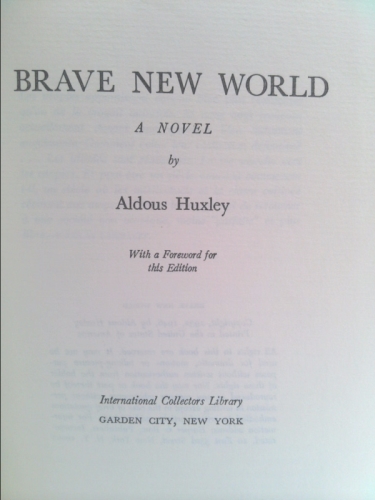 BRAVE NEW WORLD
A NOVEL
by
Aldous Huxley
With a Foreword for
this Edition
International Collectors Library
GARDEN CITY, NEW YORK